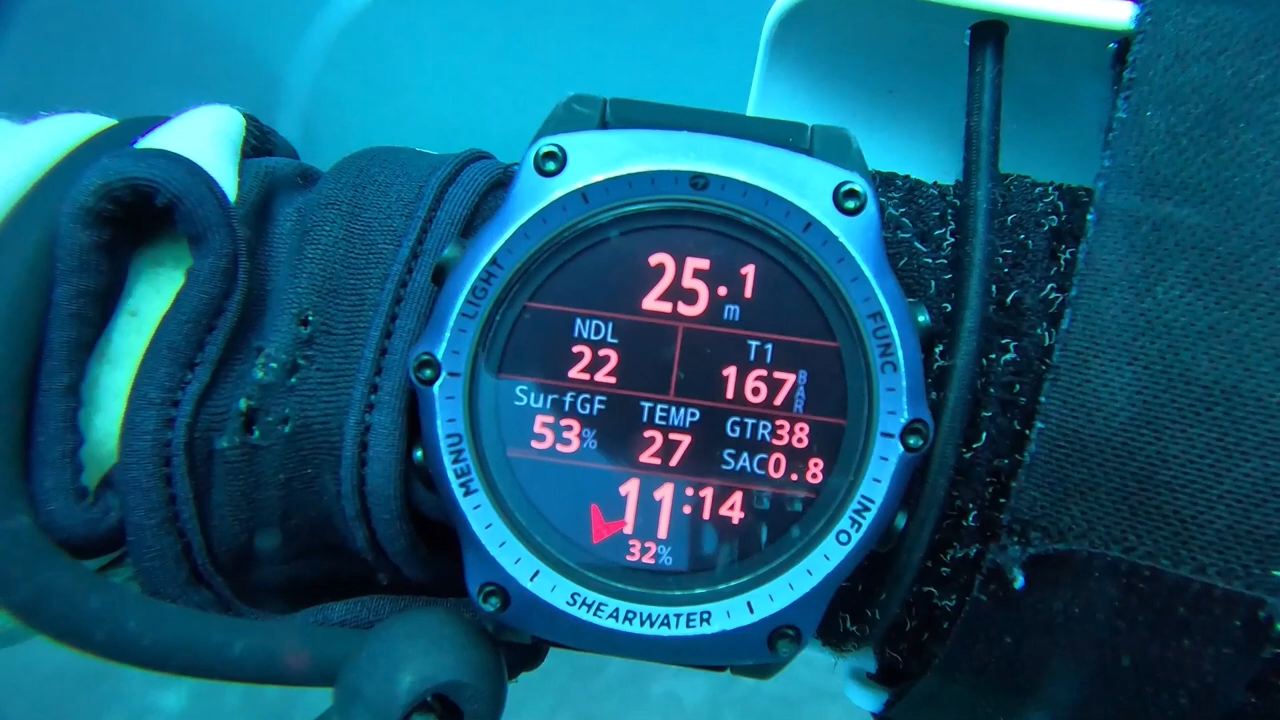 25.1
m
NDL
22
T1
167 BAR
SurfGF
53%
TEMP
27
GTR38
SAC0.8
11:14
32%
LIGHT
FUNC
MENU
INFO
SHEARWATER